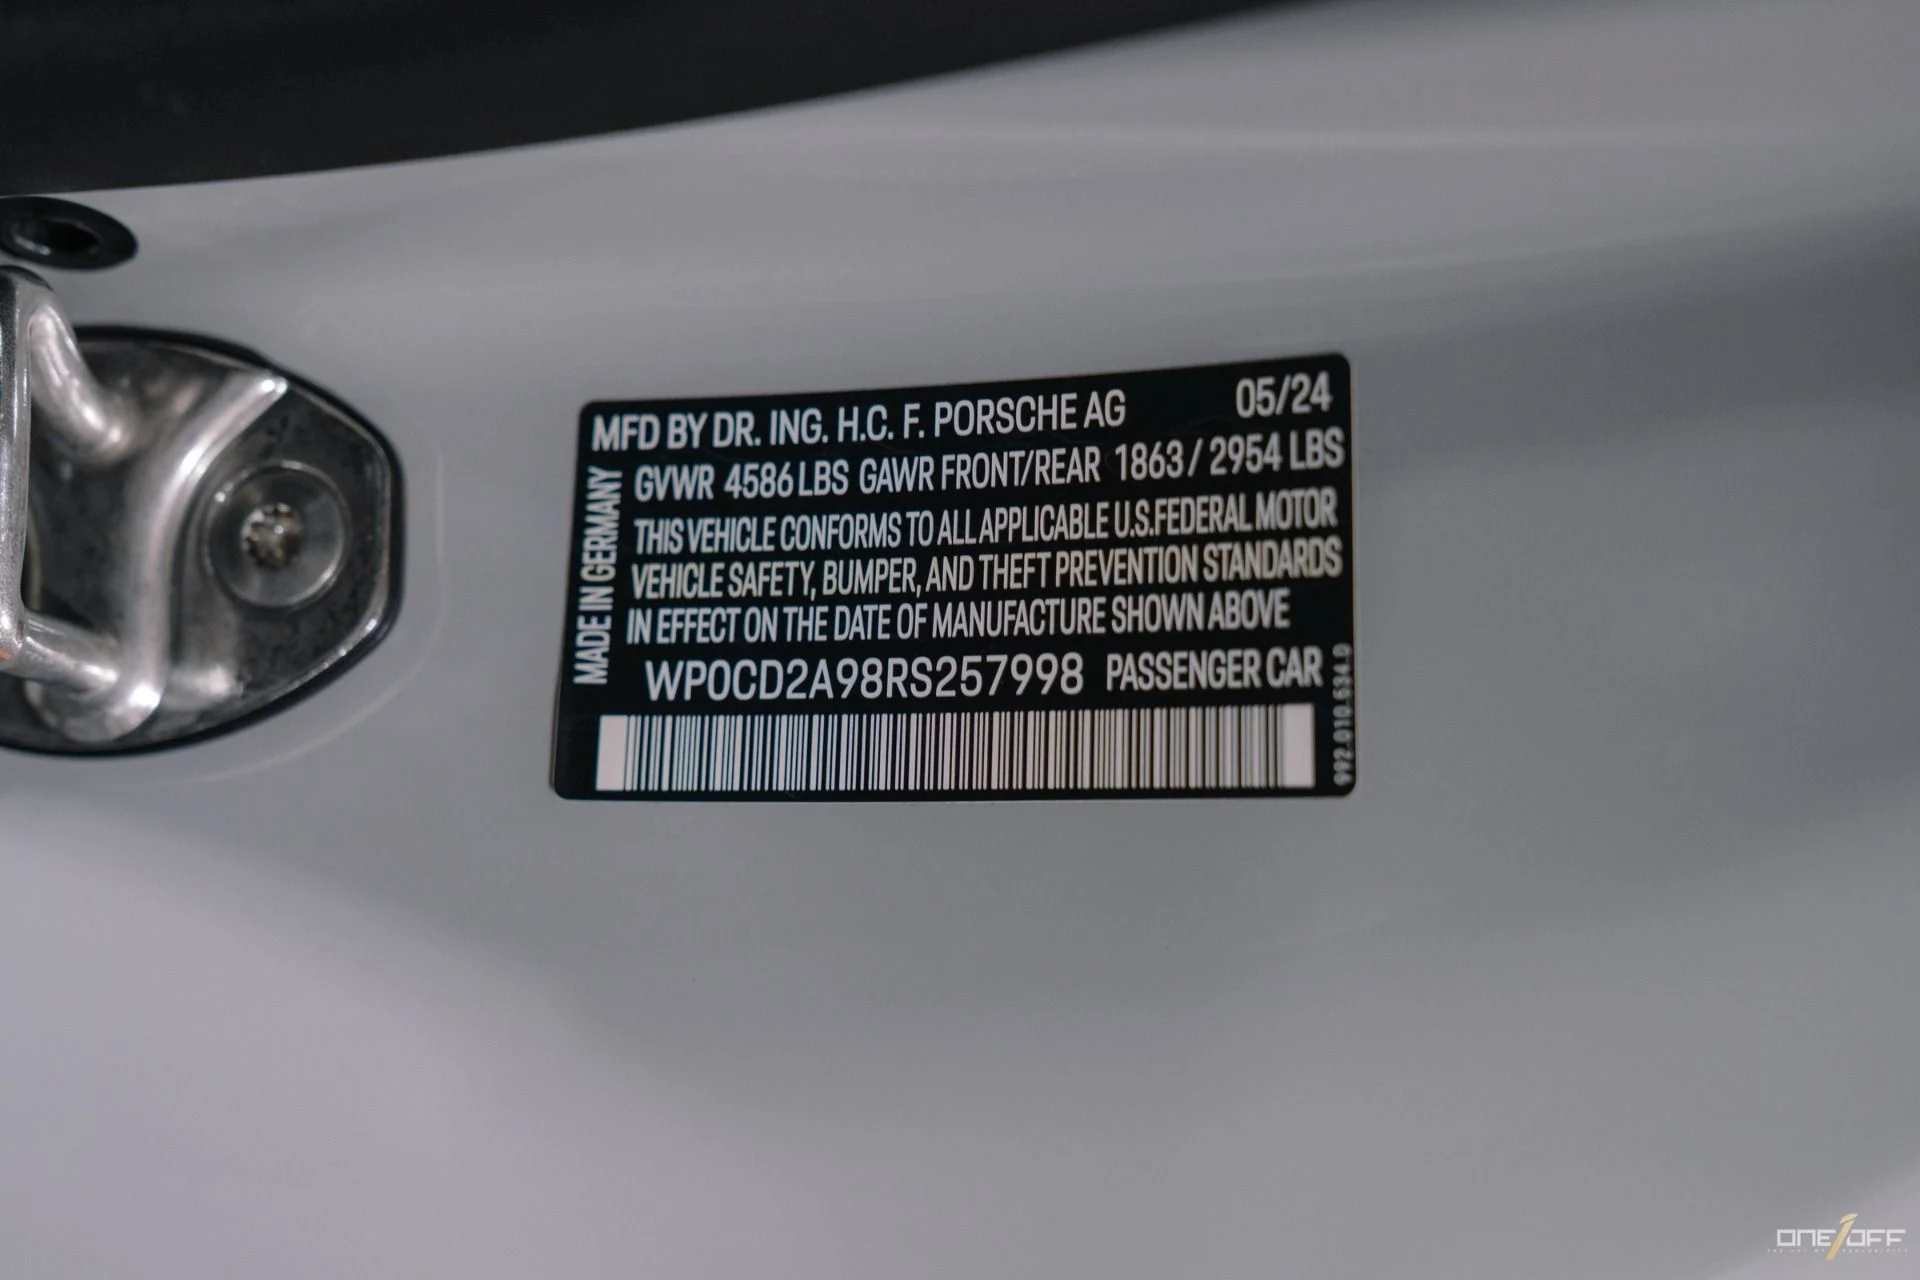 MFD BY DR. ING. H.C. F. PORSCHE AG 05/24
GVWR 4586 LBS GAWR FRONT/REAR 1863 / 2954 LBS
THIS VEHICLE CONFORMS TO ALL APPLICABLE U.S.FEDERAL MOTOR
VEHICLE SAFETY, BUMPER, AND THEFT PREVENTION STANDARDS
IN EFFECT ON THE DATE OF MANUFACTURE SHOWN ABOVE
MADE IN GERMANY
WP0CD2A98RS257998 PASSENGER CAR
992.010.534.D
ONE/OFF